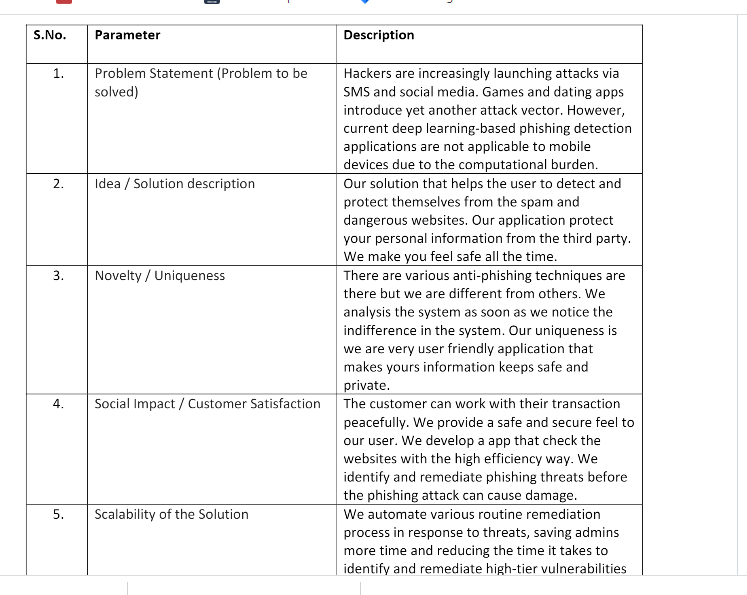 S.No. Parameter Description
1. Problem Statement (Problem to be Hackers are increasingly launching attacks via
solved) SMS and social media. Games and dating apps
introduce yet another attack vector. However,
current deep learning-based phishing detection
applications are not applicable to mobile
devices due to the computational burden.
2. Idea / Solution description Our solution that helps the user to detect and
protect themselves from the spam and
dangerous websites. Our application protect
your personal information from the third party.
We make you feel safe all the time.
3. Novelty / Uniqueness There are various anti-phishing techniques are
there but we are different from others. We
analysis the system as soon as we notice the
indifference in the system. Our uniqueness is
we are very user friendly application that
makes yours information keeps safe and
private.
4. Social Impact / Customer Satisfaction The customer can work with their transaction
peacefully. We provide a safe and secure feel to
our user. We develop a app that check the
websites with the high efficiency way. We
identify and remediate phishing threats before
the phishing attack can cause damage.
5. Scalability of the Solution We automate various routine remediation
process in response to threats, saving admins
more time and reducing the time it takes to
identify and remediate high-tier vulnerabilities